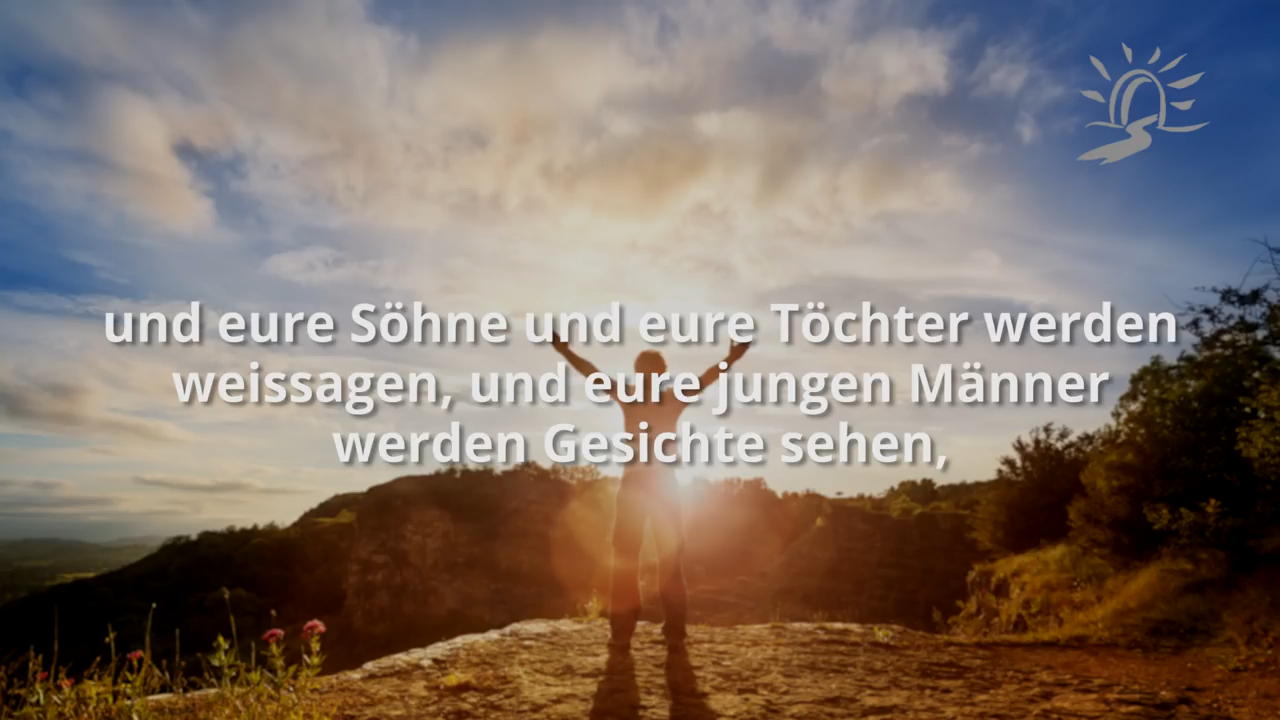 und eure Söhne und eure Töchter werden
weissagen, und eure jungen Männer
werden Gesichte sehen,